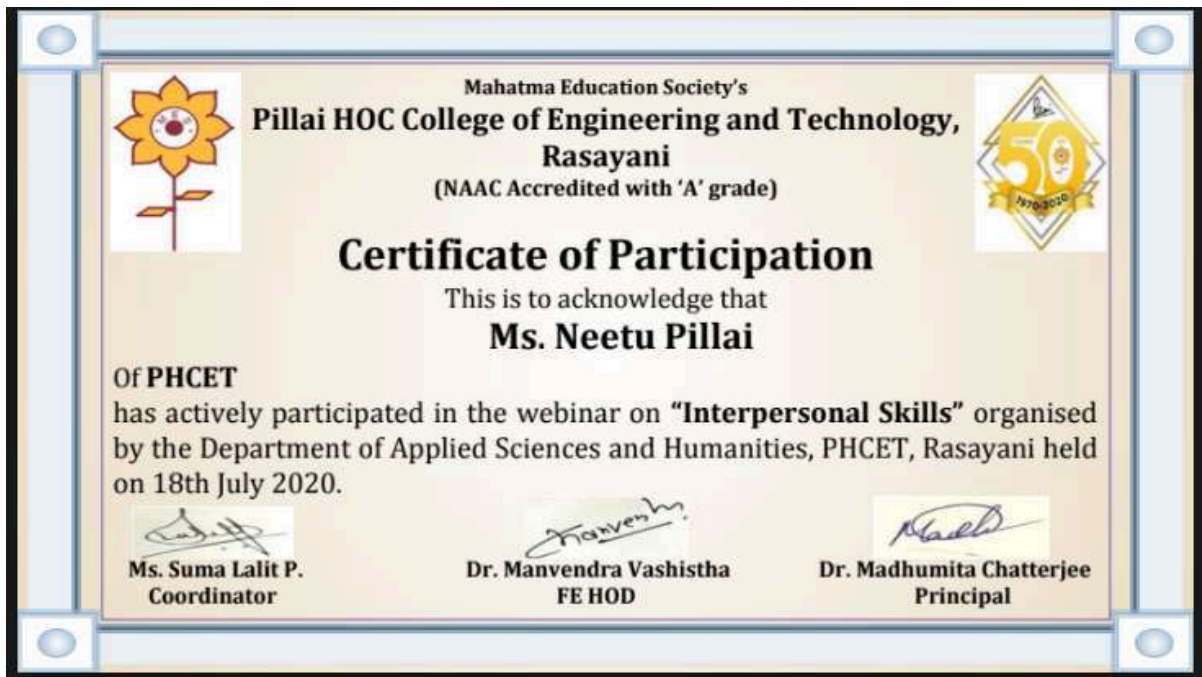 Mahatma Education Society's
Pillai HOC College of Engineering and Technology,
Rasayani
(NAAC Accredited with 'A' grade)
50
1970-2020
Certificate of Participation
This is to acknowledge that
Ms. Neetu Pillai
Of PHCET
has actively participated in the webinar on “Interpersonal Skills” organised
by the Department of Applied Sciences and Humanities, PHCET, Rasayani held
on 18th July 2020.
Ms. Suma Lalit P.
Coordinator
Dr. Manvendra Vashistha
FE HOD
Dr. Madhumita Chatterjee
Principal